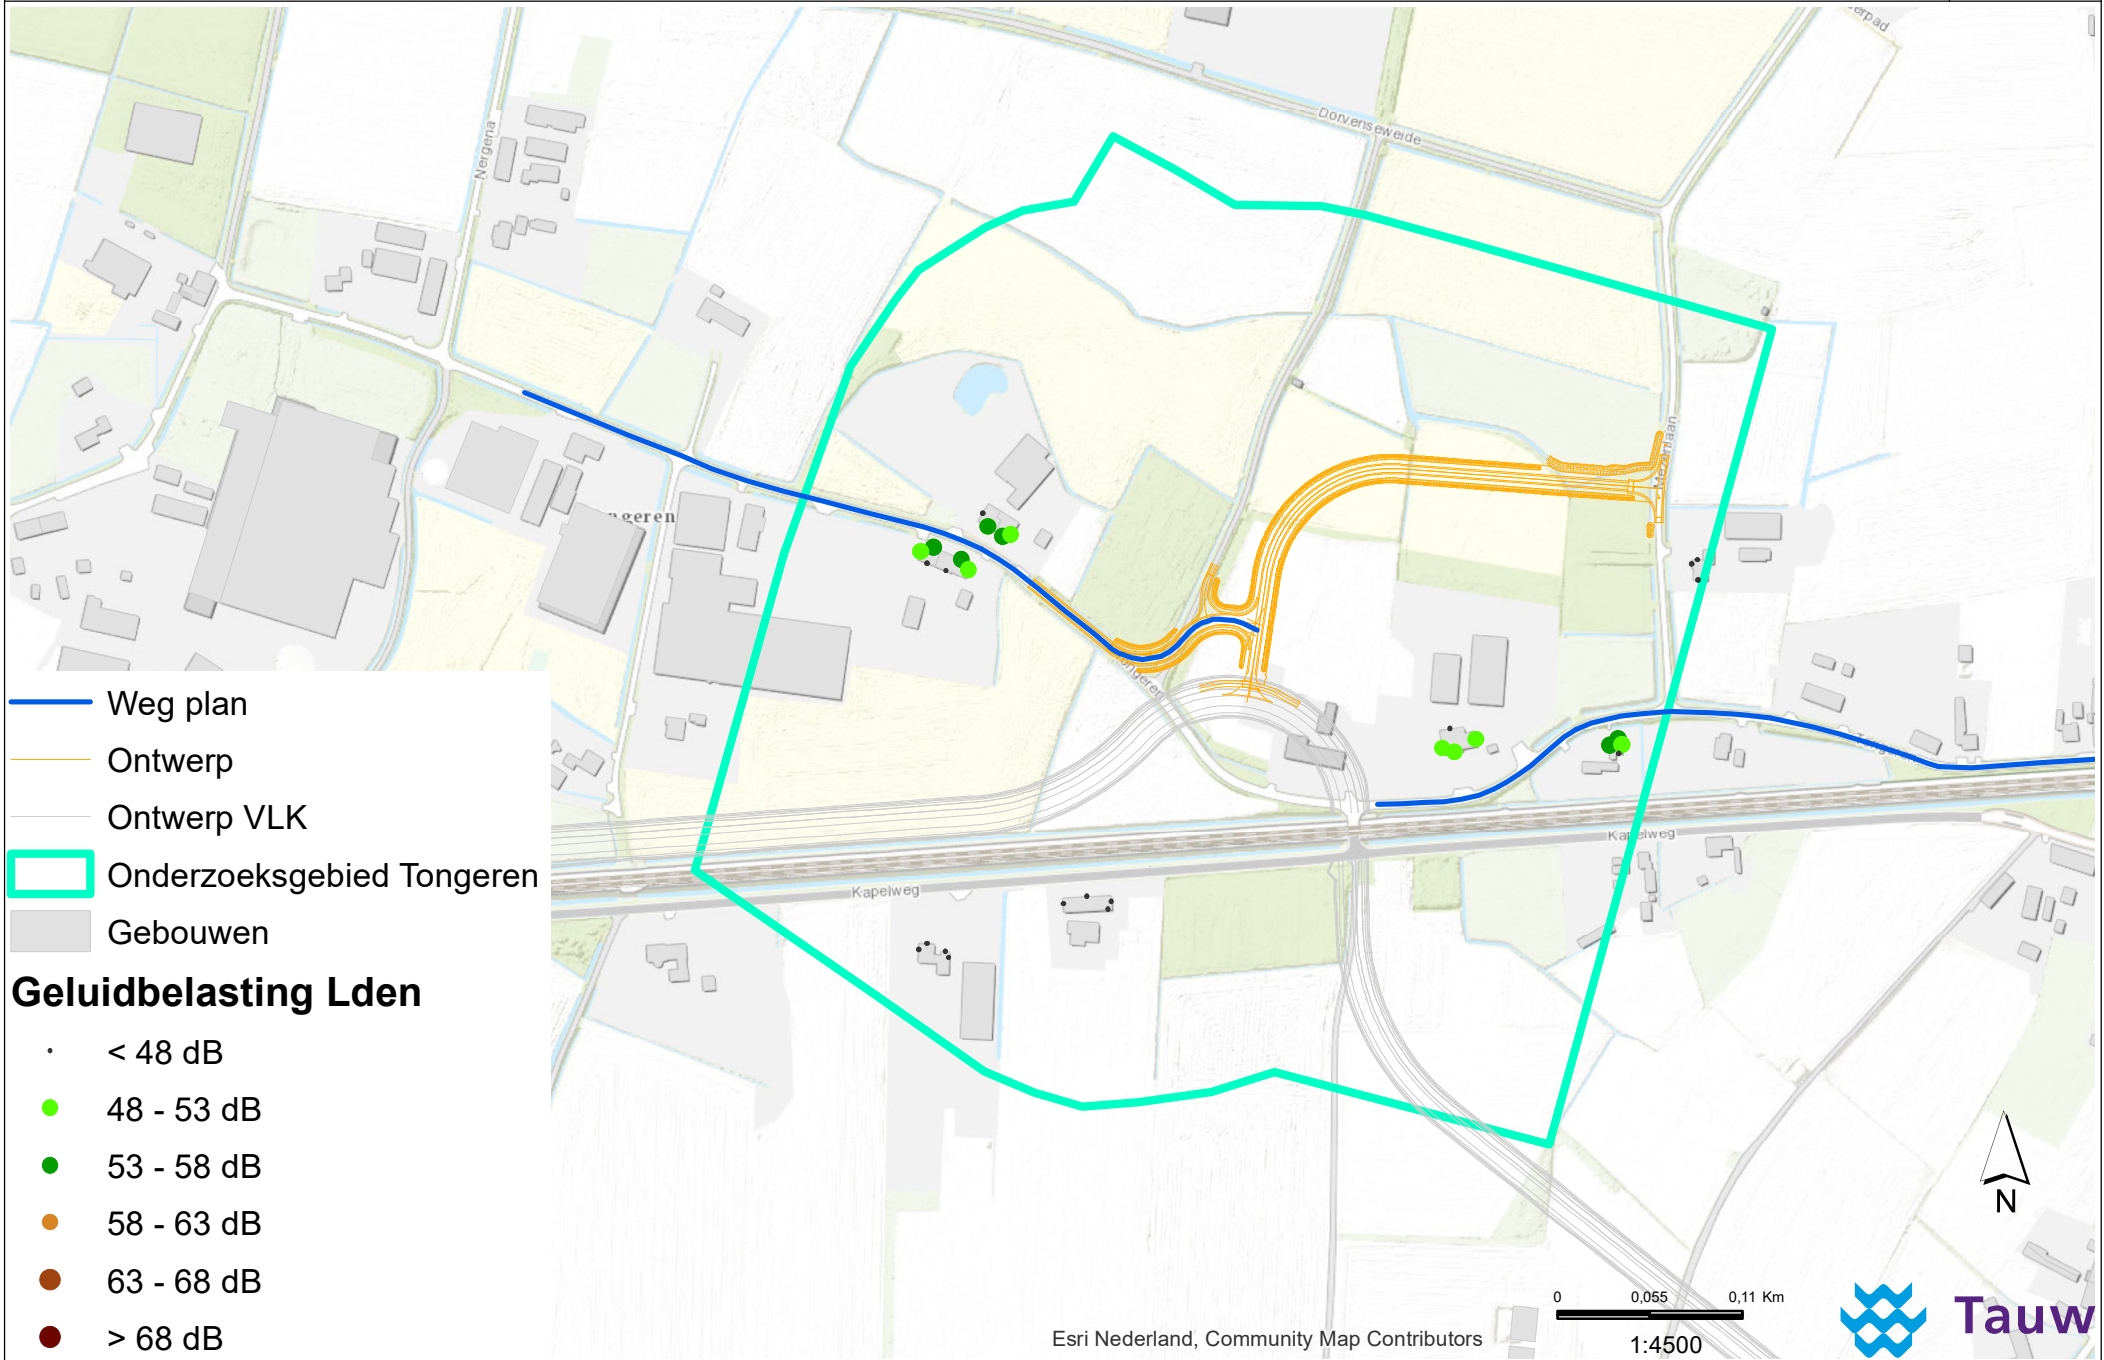 Dorvenseweide
Nergena
Tongeren
Kapelweg
Kapelweg
Weg plan
Ontwerp
Ontwerp VLK
Onderzoeksgebied Tongeren
Gebouwen
Geluidbelasting Lden
< 48 dB
48 - 53 dB
53 - 58 dB
58 - 63 dB
63 - 68 dB
> 68 dB
N
0 0,055 0,11 Km
1:4500
Esri Nederland, Community Map Contributors
Tauw